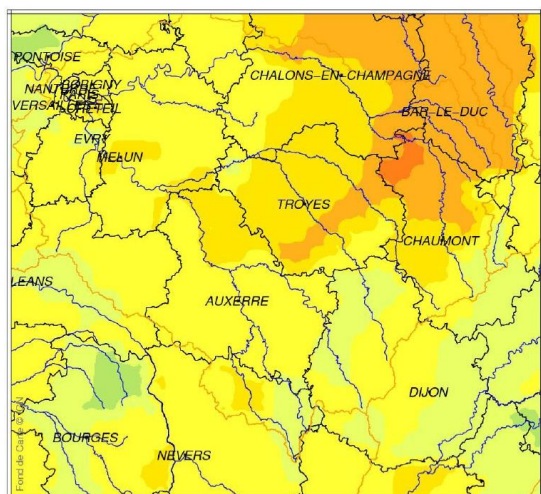 PONTOISE
CHALONS-EN-CHAMPAGNE
BOBIGNY
PARIS
VERSAILLES
CRETEIL
BAR-LE-DUC
EVRY
MELUN
TROYES
CHAUMONT
LEANS
AUXERRE
DIJON
BOURGES
NEVERS
Fond de Carte © IGN